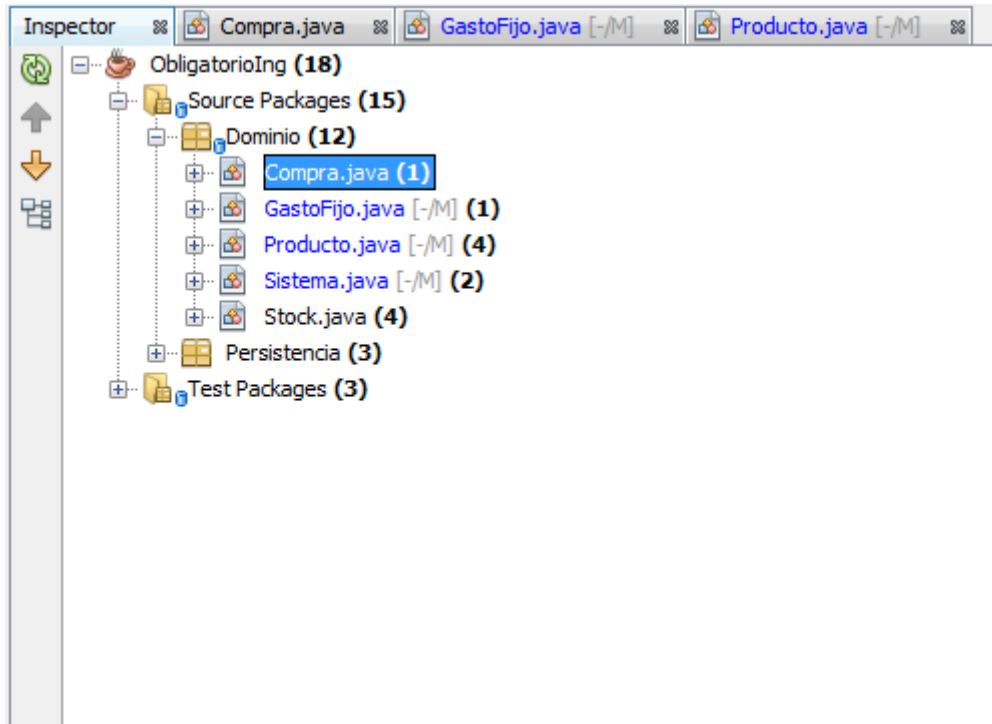 Inspector Compra.java GastoFijo.java [-/M] Producto.java [-/M]
ObligatorioIng (18)
Source Packages (15)
Dominio (12)
Compra.java (1)
GastoFijo.java [-/M] (1)
Producto.java [-/M] (4)
Sistema.java [-/M] (2)
Stock.java (4)
Persistencia (3)
Test Packages (3)